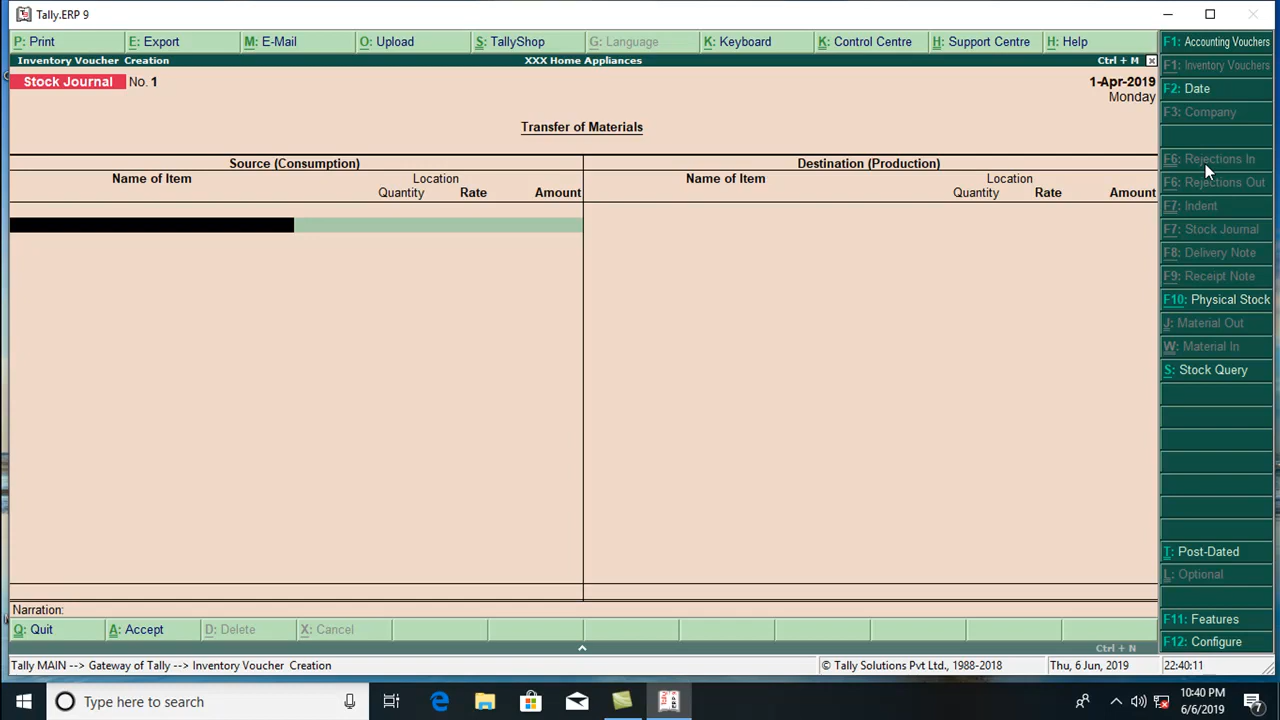 Tally.ERP 9
P: Print E: Export M: E-Mail O: Upload S: TallyShop G: Language K: Keyboard K: Control Centre H: Support Centre H: Help
F1: Accounting Vouchers
Inventory Voucher Creation XXX Home Appliances Ctrl + M
F1: Inventory Vouchers
Stock Journal No. 1 1-Apr-2019
F2: Date
Monday
F3: Company
Transfer of Materials
F6: Rejections In
Source (Consumption) Destination (Production)
Name of Item Location Name of Item Location
F6: Rejections Out
Quantity Rate Amount Quantity Rate Amount
F7: Indent
F7: Stock Journal
F8: Delivery Note
F9: Receipt Note
F10: Physical Stock
J: Material Out
W: Material In
S: Stock Query
T: Post-Dated
L: Optional
Narration:
F11: Features
Q: Quit A: Accept D: Delete X: Cancel
F12: Configure
Ctrl + N
Tally MAIN --> Gateway of Tally --> Inventory Voucher Creation © Tally Solutions Pvt Ltd., 1988-2018 Thu, 6 Jun, 2019 22:40:11
Type here to search
10:40 PM
6/6/2019
7